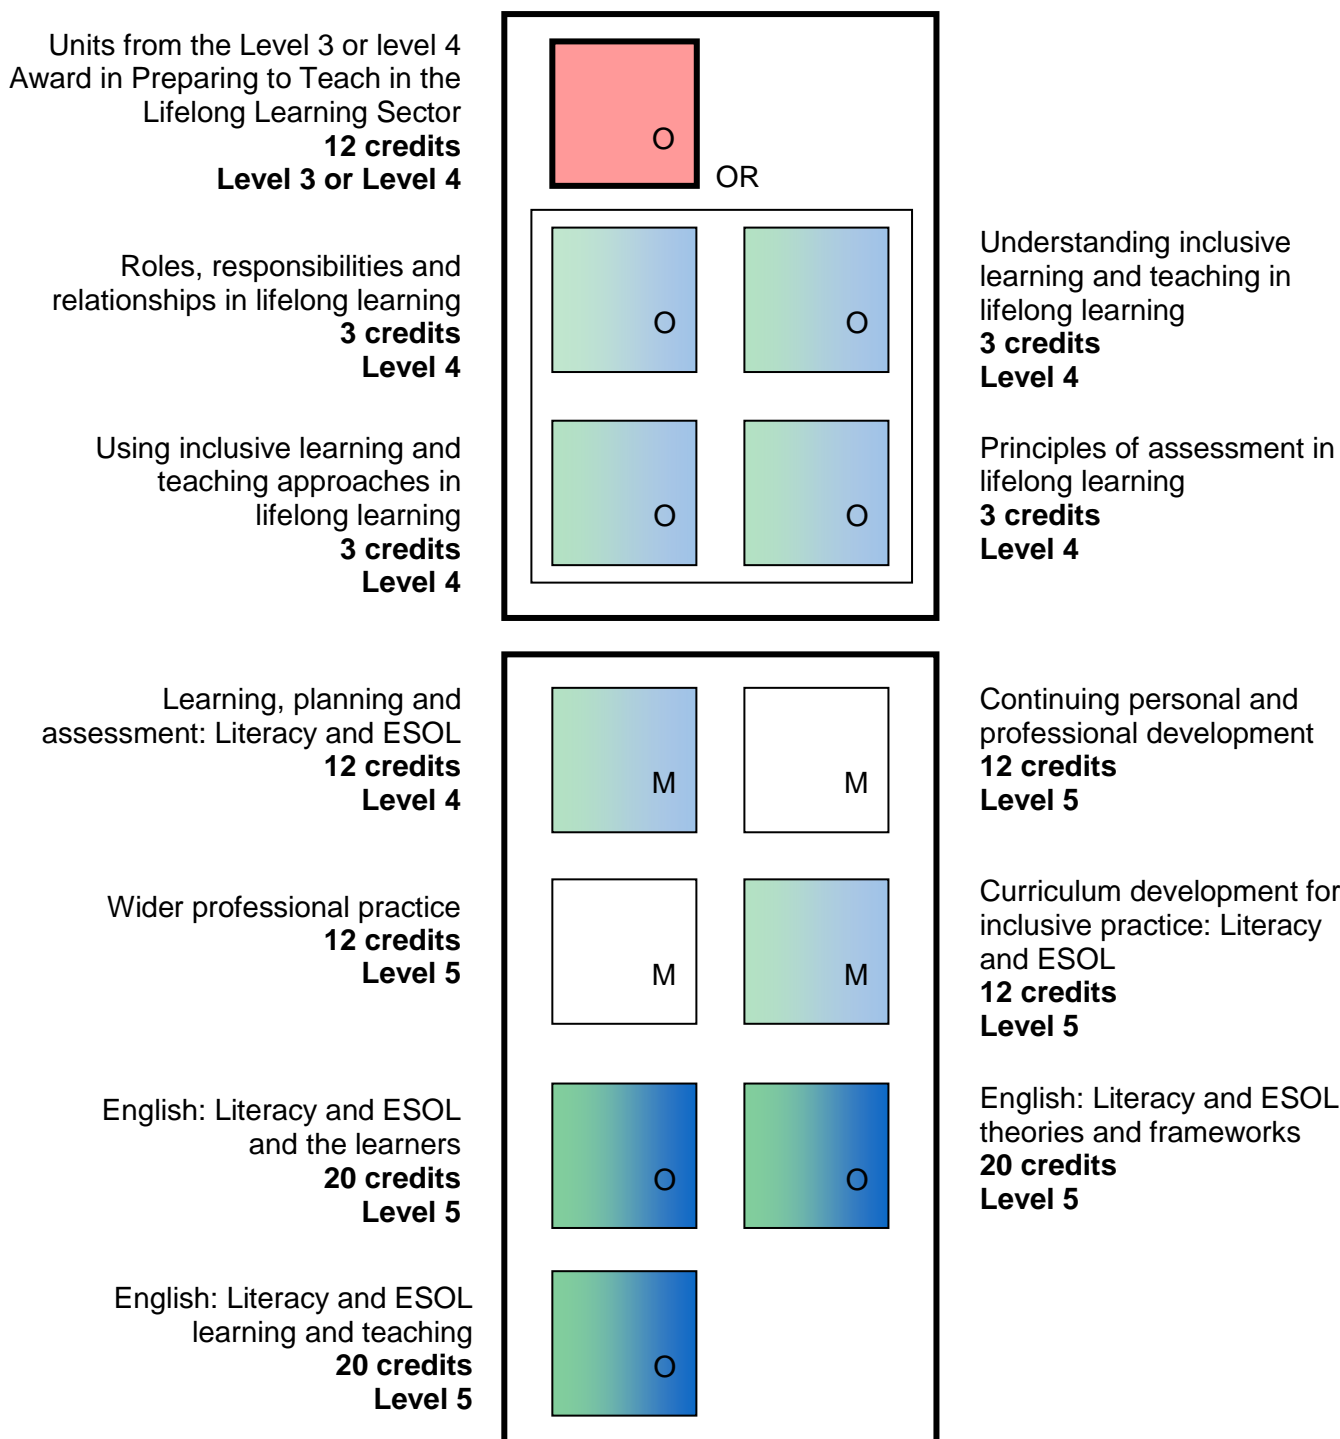 Units from the Level 3 or level 4
Award in Preparing to Teach in the
Lifelong Learning Sector
12 credits
Level 3 or Level 4
O
OR
Roles, responsibilities and
relationships in lifelong learning
3 credits
Level 4
O
O
Understanding inclusive
learning and teaching in
lifelong learning
3 credits
Level 4
Using inclusive learning and
teaching approaches in
lifelong learning
3 credits
Level 4
O
O
Principles of assessment in
lifelong learning
3 credits
Level 4
Learning, planning and
assessment: Literacy and ESOL
12 credits
Level 4
M
M
Continuing personal and
professional development
12 credits
Level 5
Wider professional practice
12 credits
Level 5
M
M
Curriculum development for
inclusive practice: Literacy
and ESOL
12 credits
Level 5
English: Literacy and ESOL
and the learners
20 credits
Level 5
O
O
English: Literacy and ESOL
theories and frameworks
20 credits
Level 5
English: Literacy and ESOL
learning and teaching
20 credits
Level 5
O